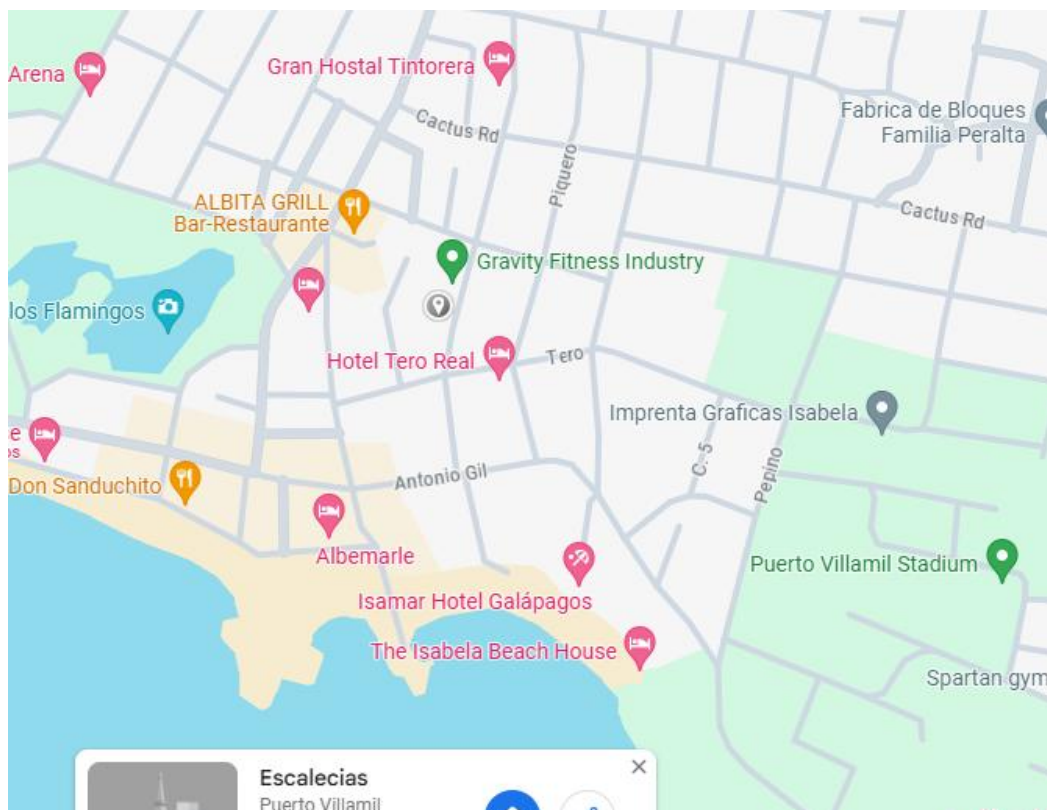 Arena
Gran Hostal Tintorera
Cactus Rd
Fabrica de Bloques
Familia Peralta
Piquero
ALBITA GRILL
Bar-Restaurante
Cactus Rd
Gravity Fitness Industry
los Flamingos
Hotel Tero Real
Tero
Imprenta Graficas Isabela
C. 5
Pepino
Antonio Gil
Don Sanduchito
Albemarle
Puerto Villamil Stadium
Isamar Hotel Galápagos
The Isabela Beach House
Spartan gym
Escalecias
Puerto Villamil